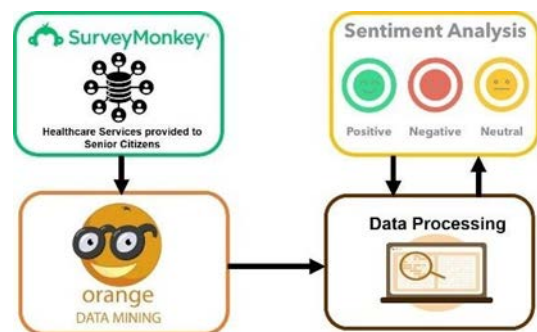 SurveyMonkey
Healthcare Services provided to
Senior Citizens
Sentiment Analysis
Positive Negative Neutral
orange
DATA MINING
Data Processing